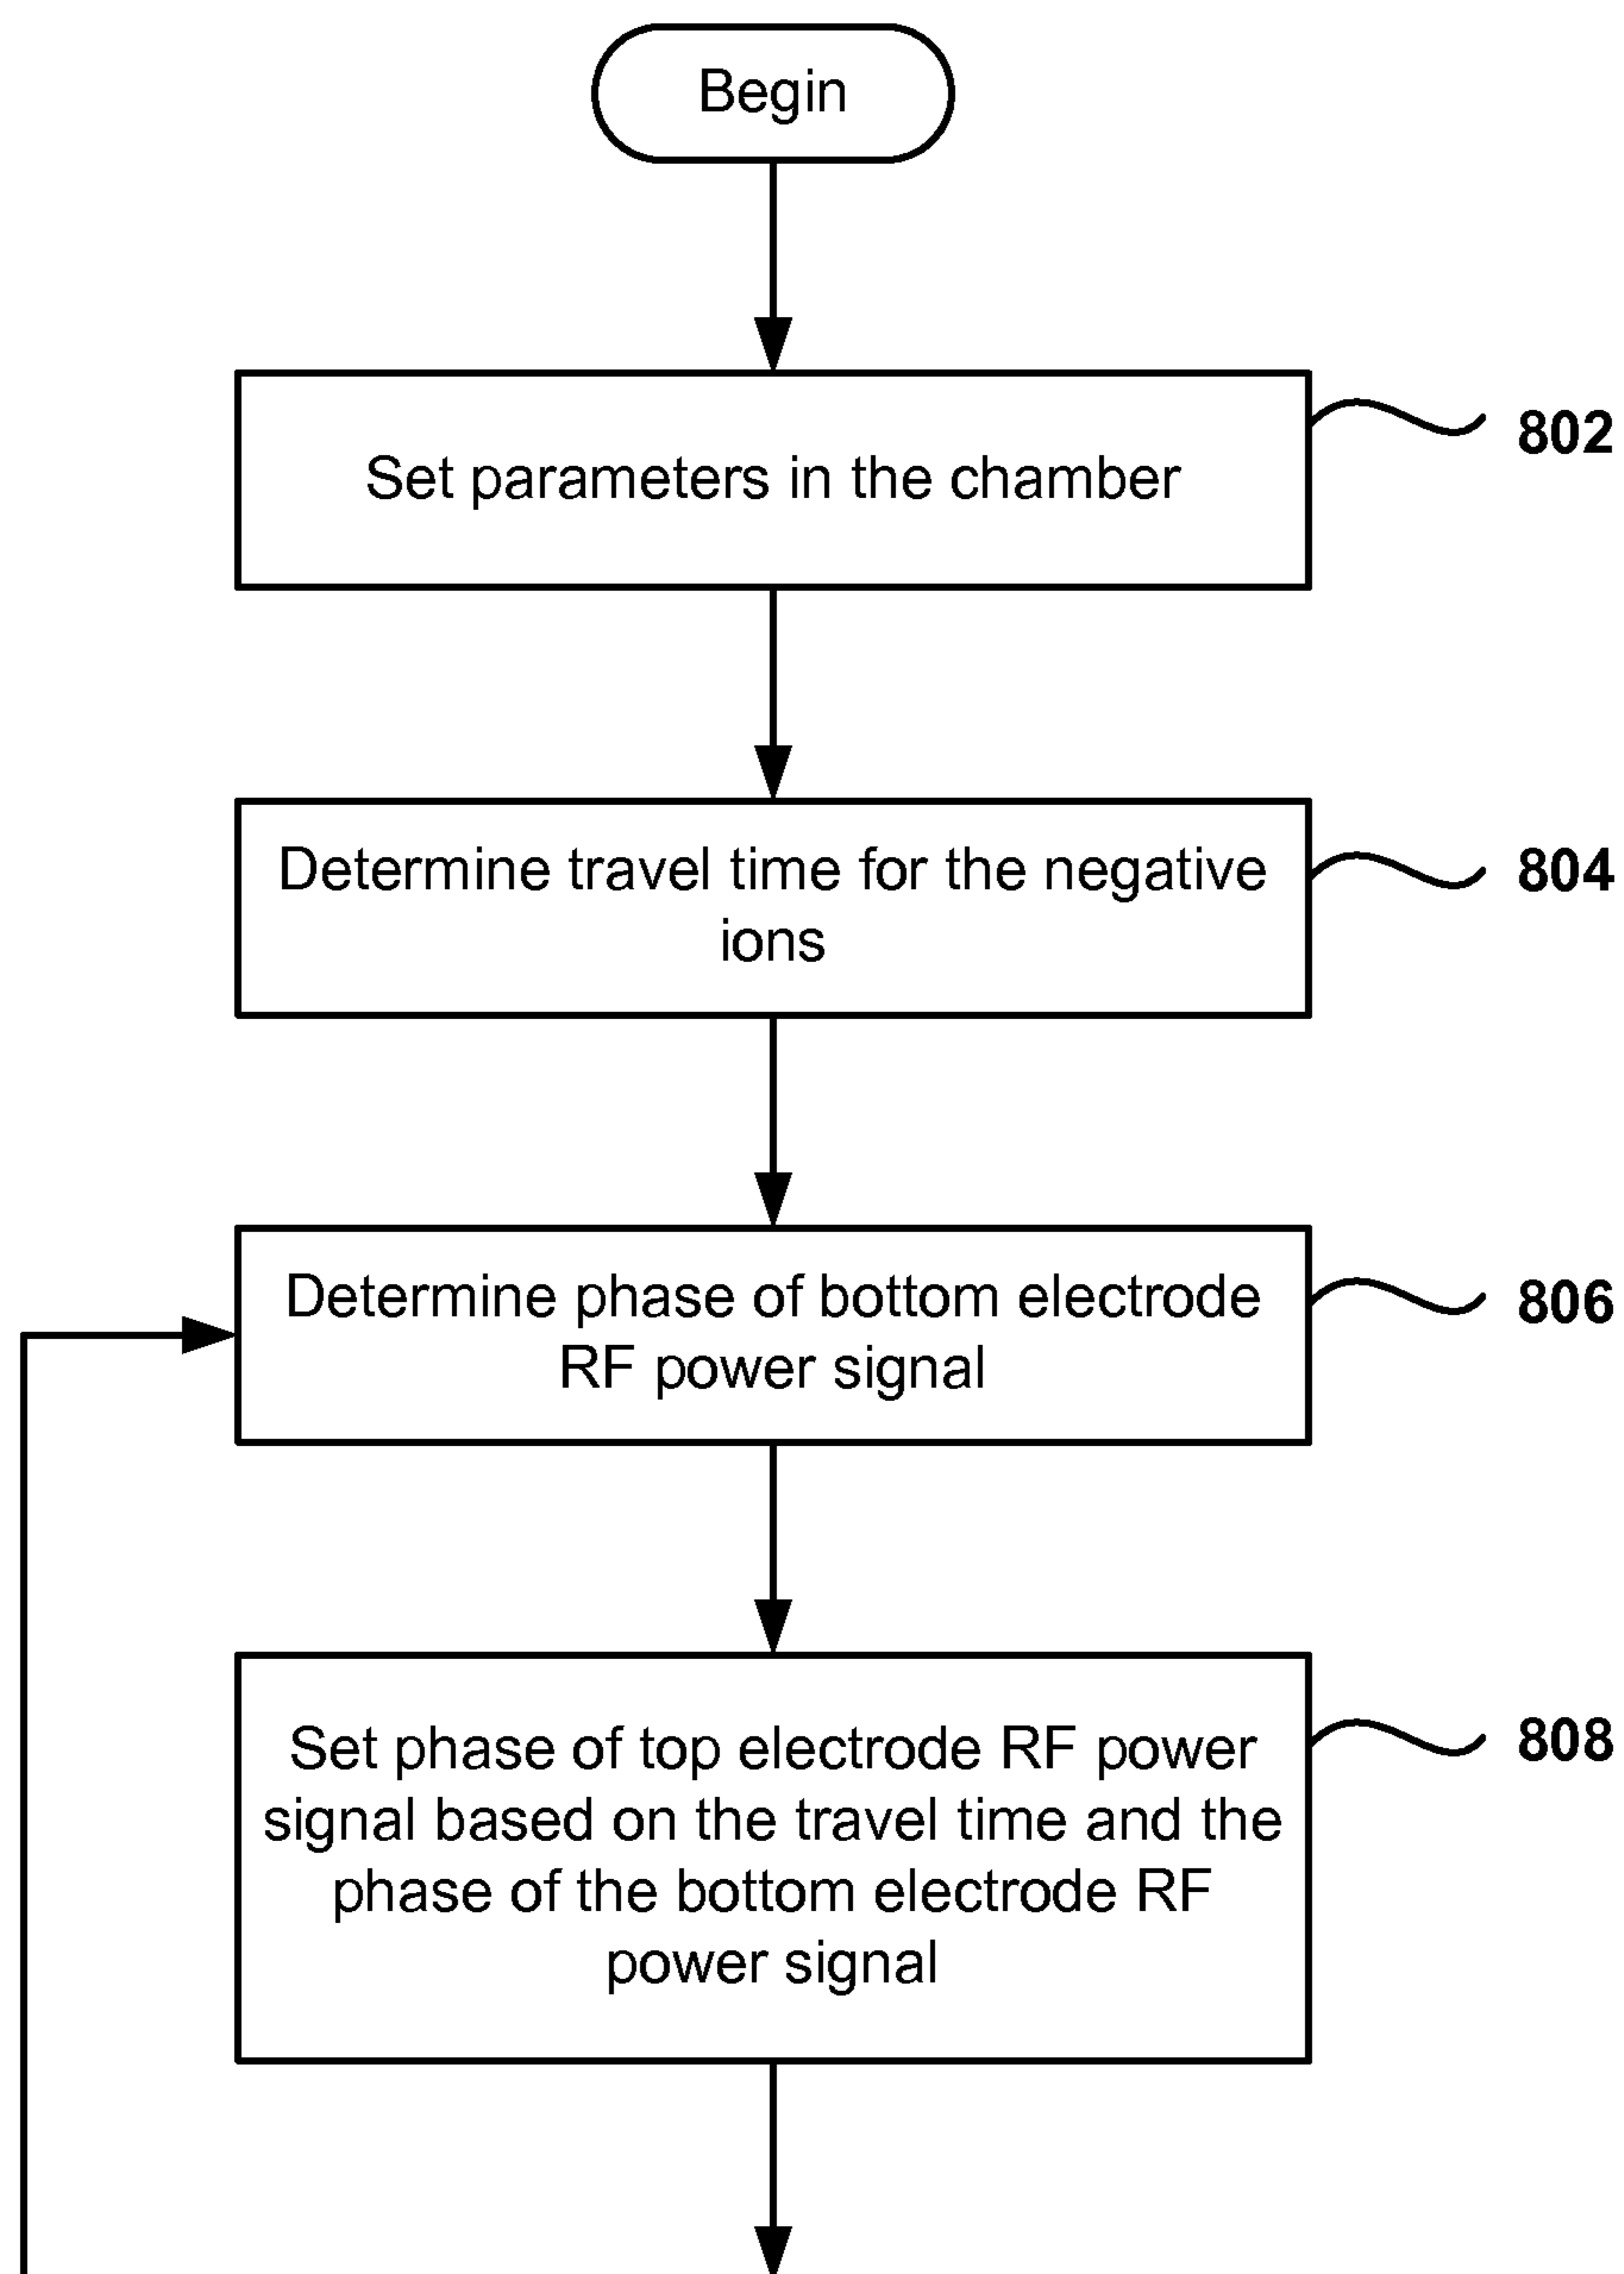 Begin
Set parameters in the chamber
802
Determine travel time for the negative
ions
804
Determine phase of bottom electrode
RF power signal
806
Set phase of top electrode RF power
signal based on the travel time and the
phase of the bottom electrode RF
power signal
808